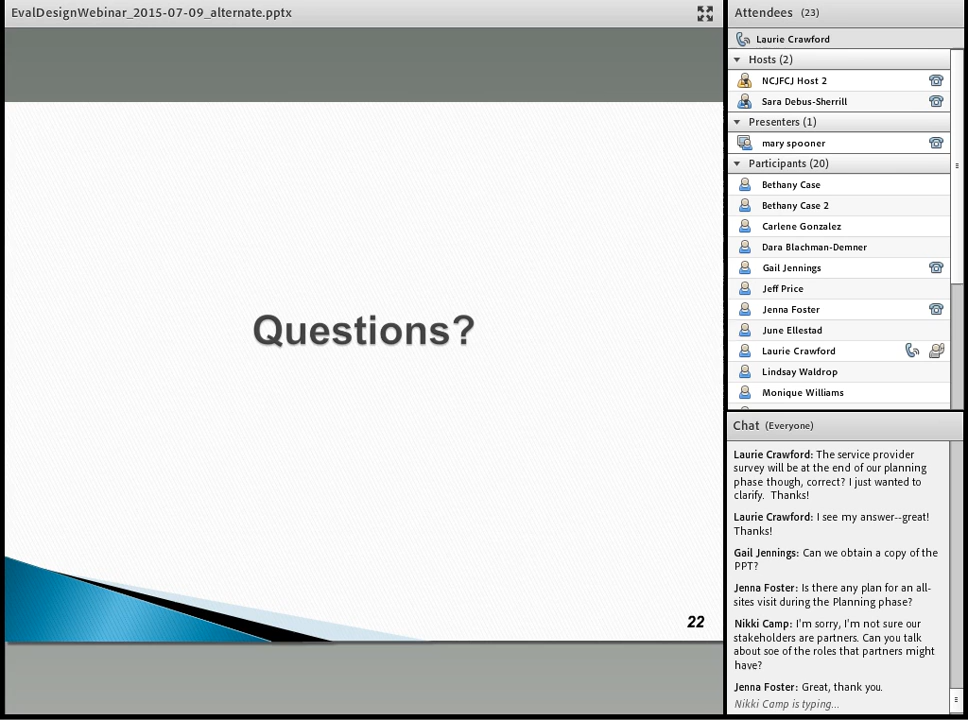 EvalDesignWebinar_2015-07-09_alternate.pptx
Questions?
22
Attendees (23)
Laurie Crawford
Hosts (2)
NCJFCJ Host 2
Sara Debus-Sherrill
Presenters (1)
mary spooner
Participants (20)
Bethany Case
Bethany Case 2
Carlene Gonzalez
Dara Blachman-Demner
Gail Jennings
Jeff Price
Jenna Foster
June Ellestad
Laurie Crawford
Lindsay Waldrop
Monique Williams
Chat (Everyone)
Laurie Crawford: The service provider
survey will be at the end of our planning
phase though, correct? I just wanted to
clarify. Thanks!
Laurie Crawford: I see my answer--great!
Thanks!
Gail Jennings: Can we obtain a copy of the
PPT?
Jenna Foster: Is there any plan for an all-
sites visit during the Planning phase?
Nikki Camp: I'm sorry, I'm not sure our
stakeholders are partners. Can you talk
about soe of the roles that partners might
have?
Jenna Foster: Great, thank you.
Nikki Camp is typing...